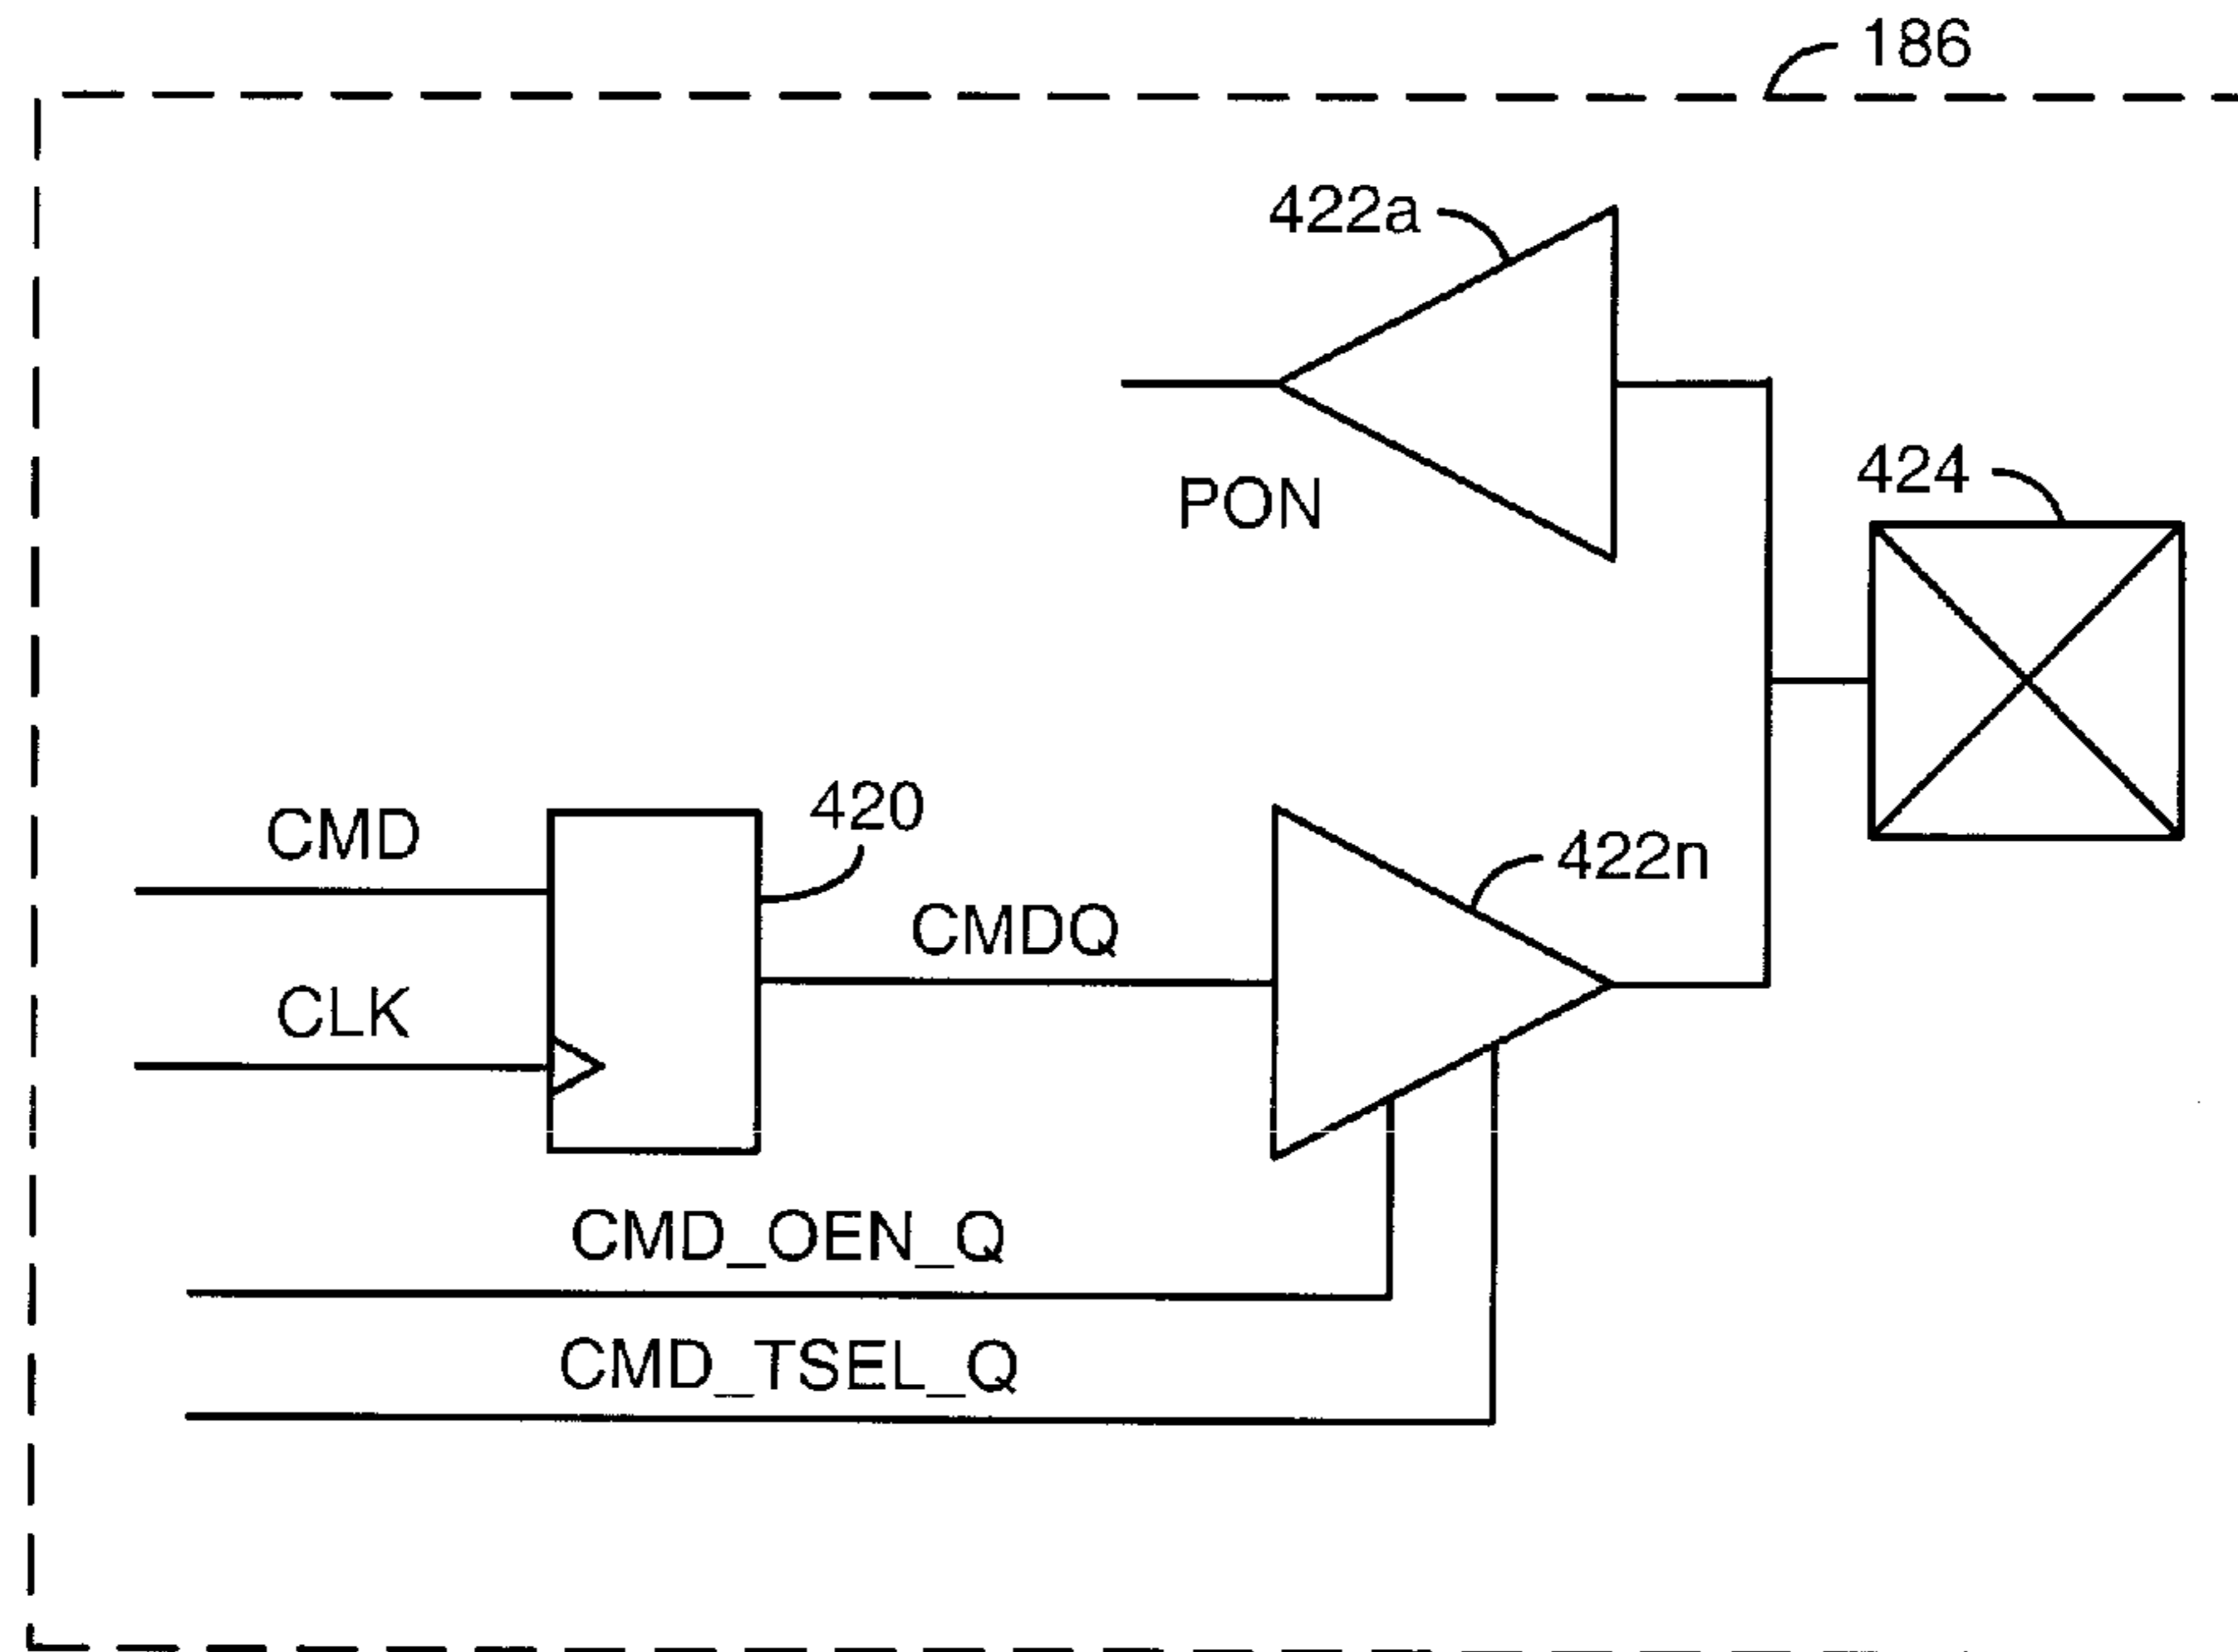 186
422a
PON
424
CMD
420
422n
CMDQ
CLK
CMD_OEN_Q
CMD_TSEL_Q